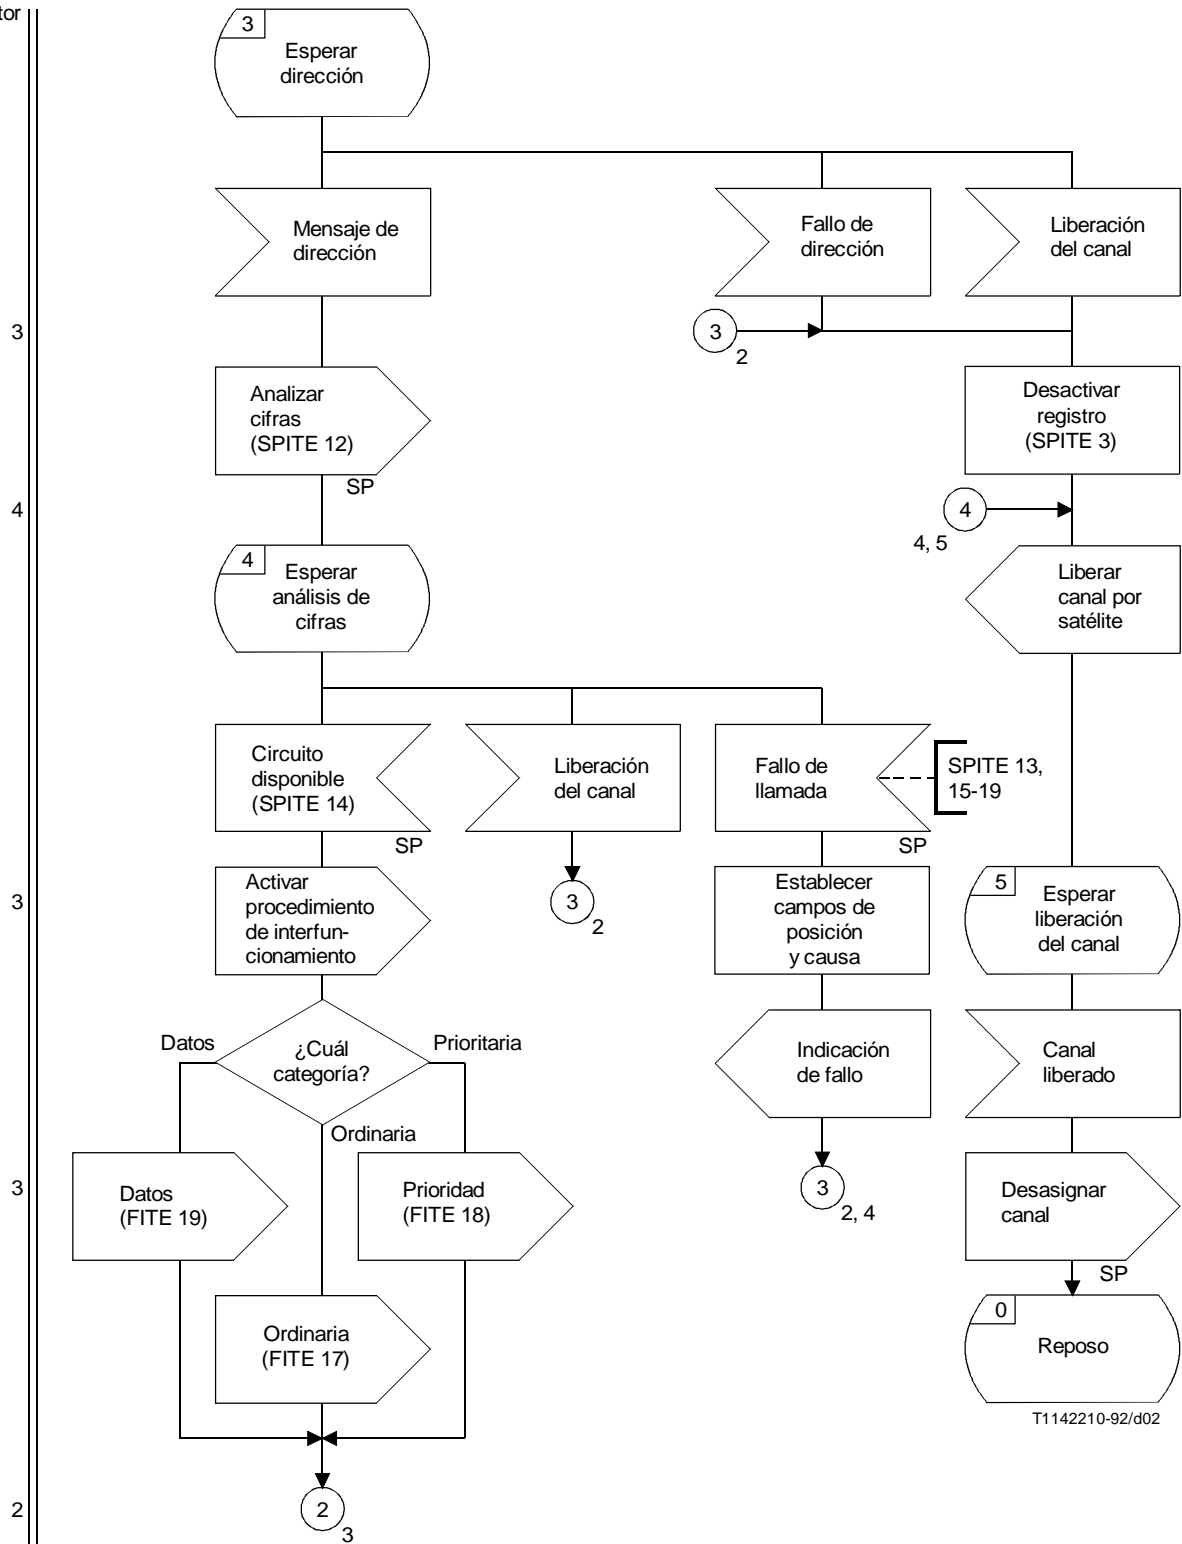 tor
3
Esperar
dirección
Mensaje de
dirección
Fallo de
dirección
Liberación
del canal
3
3
2
Analizar
cifras
(SPITE 12)
SP
Desactivar
registro
(SPITE 3)
4
4
4, 5
4
Esperar
análisis de
cifras
Liberar
canal por
satélite
Circuito
disponible
(SPITE 14)
SP
Liberación
del canal
Fallo de
llamada
SP
SPITE 13,
15-19
3
Activar
procedimiento
de interfun-
cionamiento
3
2
Establecer
campos de
posición
y causa
5
Esperar
liberación
del canal
Datos
¿Cuál
categoría?
Prioritaria
Ordinaria
Indicación
de fallo
Canal
liberado
3
Datos
(FITE 19)
Prioridad
(FITE 18)
3
2, 4
Desasignar
canal
SP
Ordinaria
(FITE 17)
0
Reposo
T1142210-92/d02
2
2
3